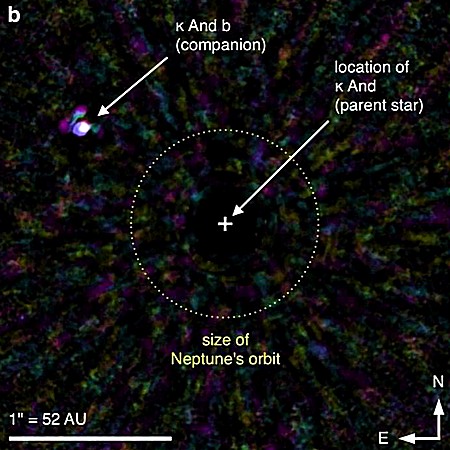 b
κ And b
(companion)
location of
κ And
(parent star)
size of
Neptune's orbit
1" = 52 AU
N
E